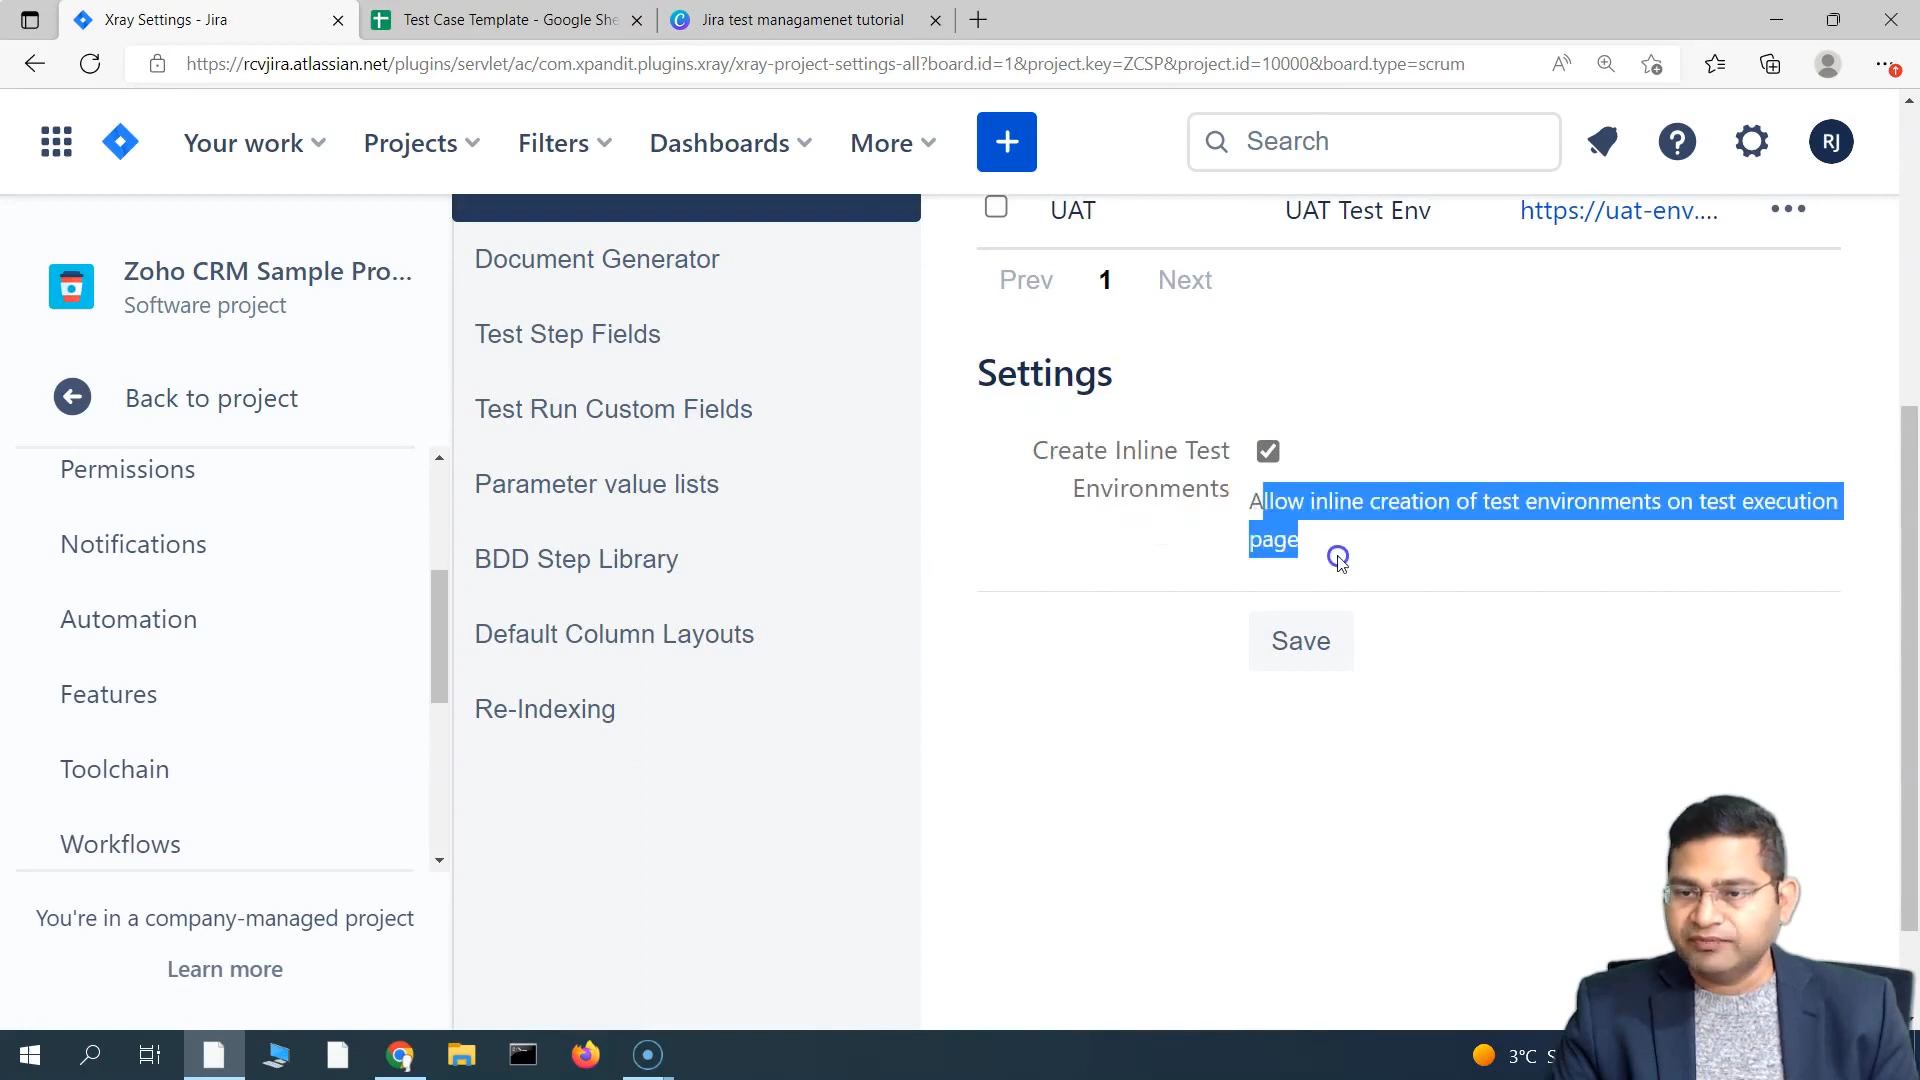 Xray Settings - Jira
Test Case Template - Google She
Jira test managamenet tutorial
https://rcvjira.atlassian.net/plugins/servlet/ac/com.xpandit.plugins.xray/xray-project-settings-all?board.id=1&project.key=ZCSP&project.id=10000&board.type=scrum
Your work
Projects
Filters
Dashboards
More
Search
RJ
Zoho CRM Sample Pro...
Software project
Back to project
Permissions
Notifications
Automation
Features
Toolchain
Workflows
You're in a company-managed project
Learn more
Document Generator
Test Step Fields
Test Run Custom Fields
Parameter value lists
BDD Step Library
Default Column Layouts
Re-Indexing
UAT
UAT Test Env
https://uat-env....
Prev 1 Next
Settings
Create Inline Test
Environments
Allow inline creation of test environments on test execution
page
Save
3°C S